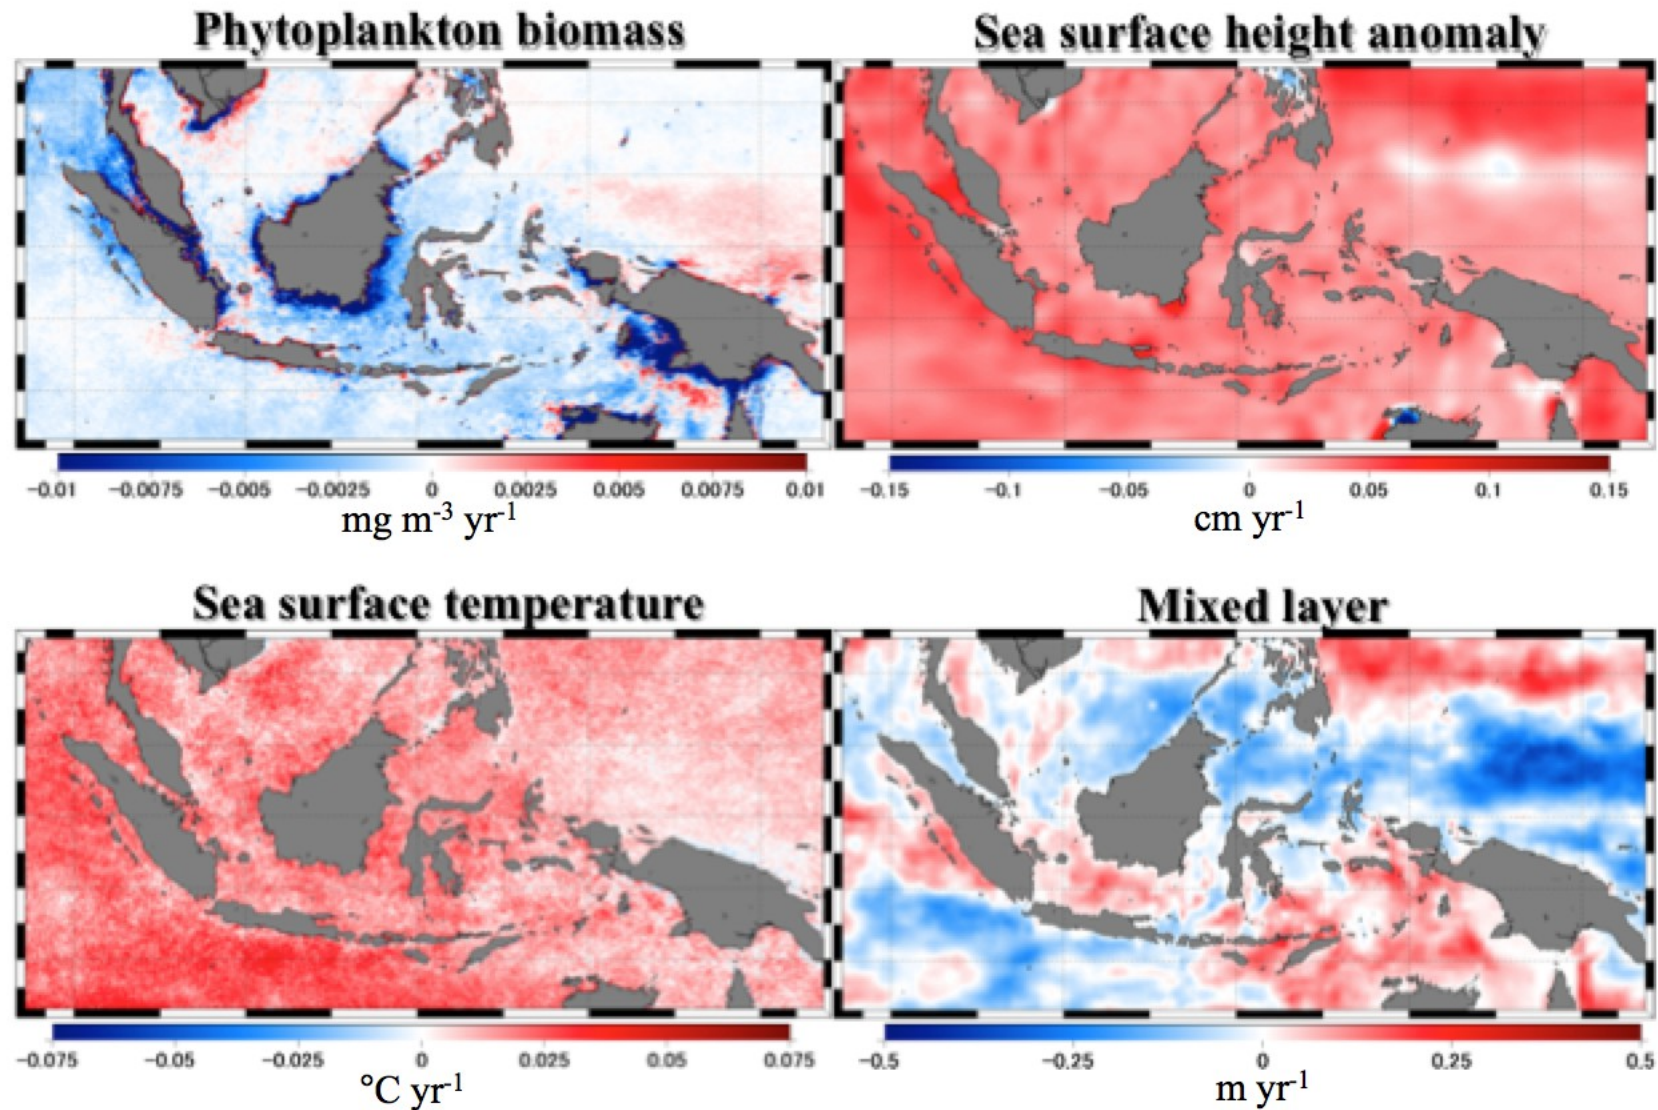 Phytoplankton biomass
Sea surface height anomaly
−0.01 −0.0075 −0.005 −0.0025 0 0.0025 0.005 0.0075 0.01
mg m-3 yr-1
−0.15 −0.1 −0.05 0 0.05 0.1 0.15
cm yr-1
Sea surface temperature
Mixed layer
−0.075 −0.05 −0.025 0 0.025 0.05 0.075
°C yr-1
−0.5 −0.25 0 0.25 0.5
m yr-1